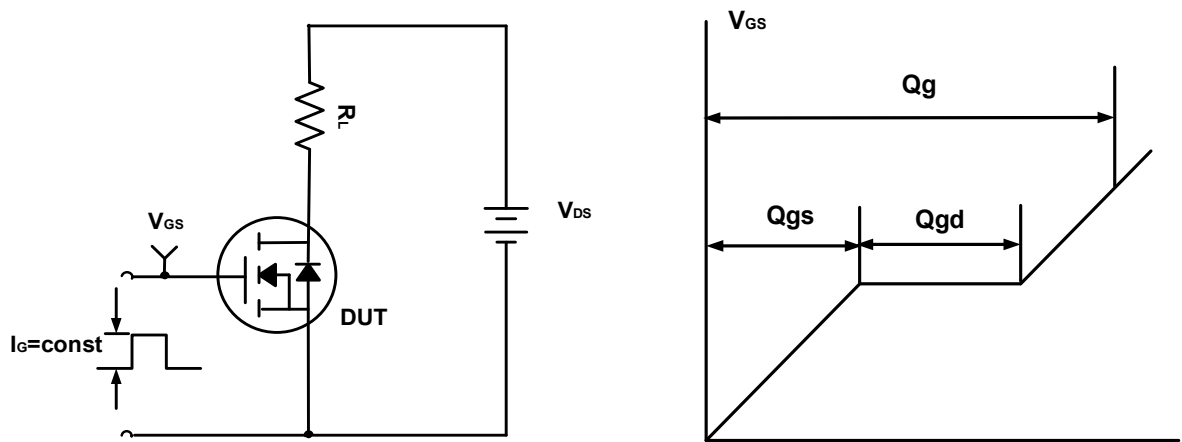 RL
VGS
VDS
DUT
IG=const
VGS
Qg
Qgs
Qgd